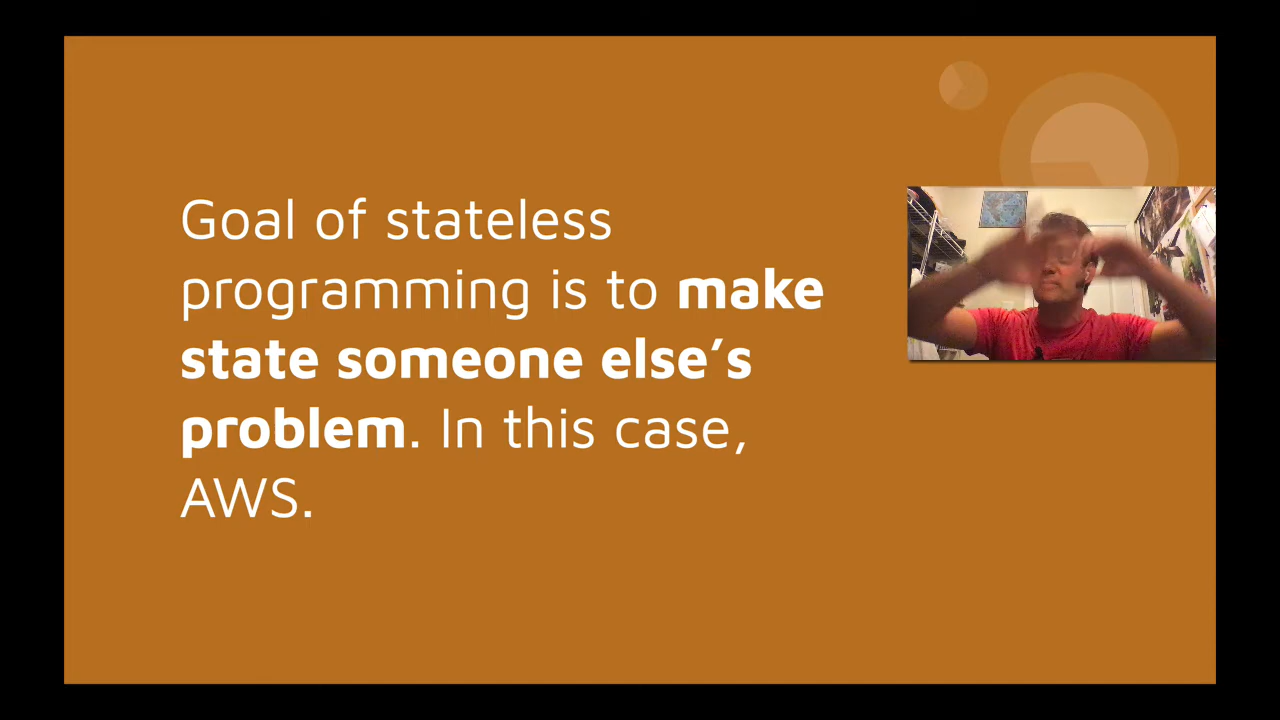 Goal of stateless
programming is to make
state someone else’s
problem. In this case,
AWS.